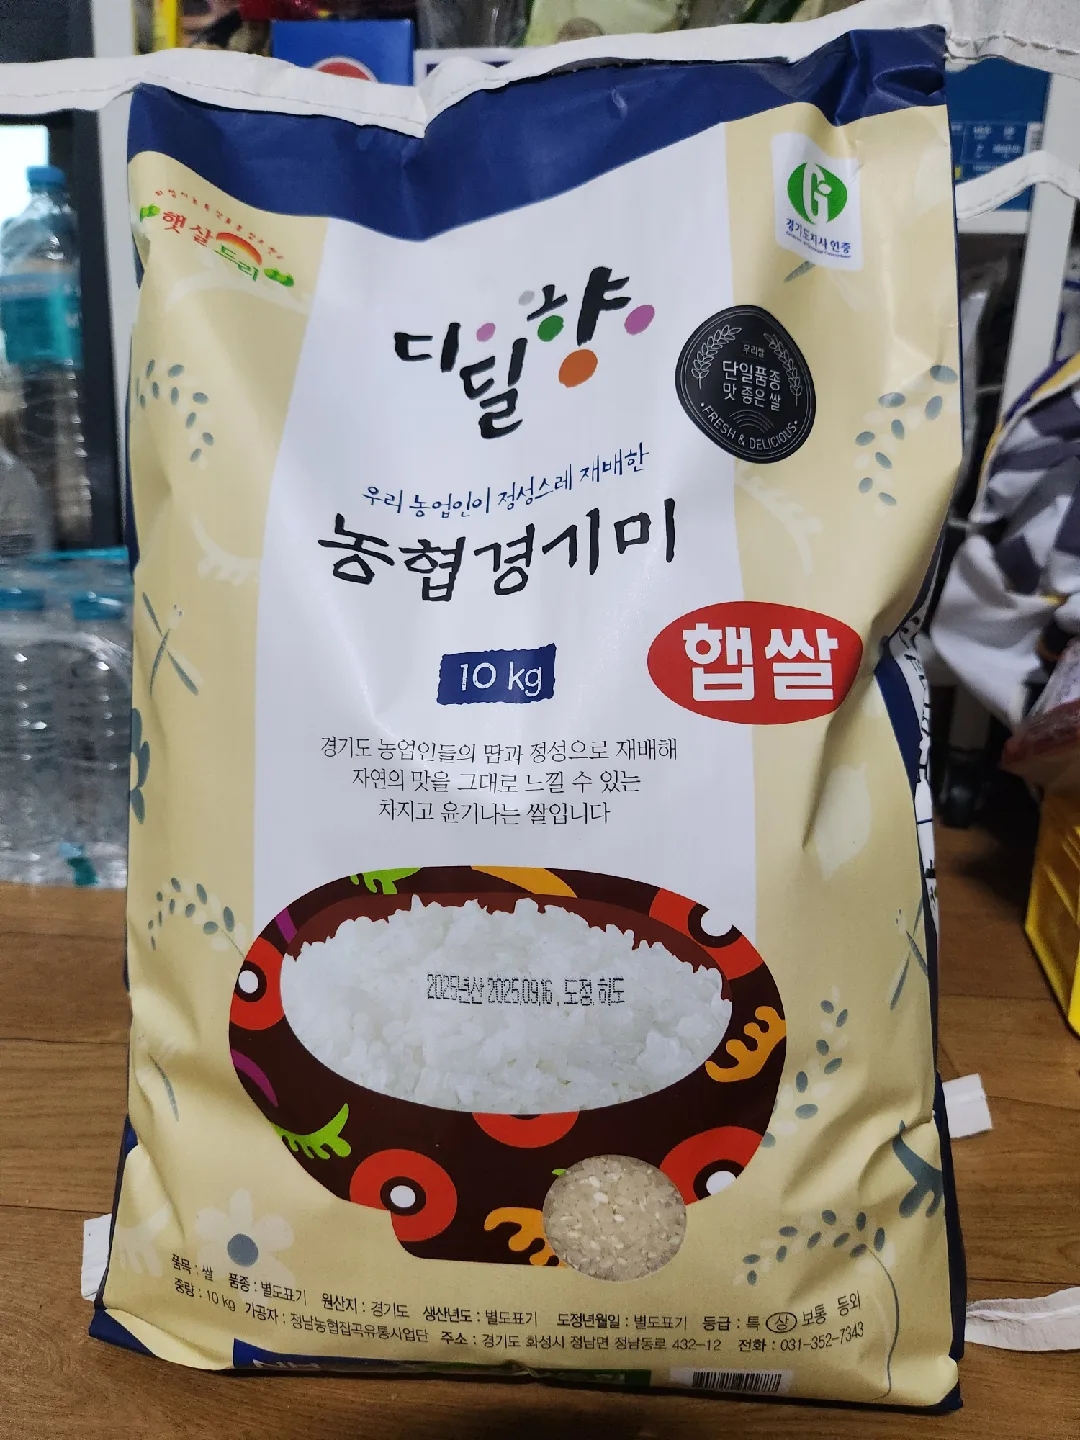 햇살드리
경기도지사인증
디딜향
우리쌀
단일품종
맛 좋은 쌀
FRESH & DELICIOUS
우리 농업인이 정성스레 재배한
농협경기미
햅쌀
10 kg
경기도 농업인들의 땀과 정성으로 재배해
자연의 맛을 그대로 느낄 수 있는
차지고 윤기나는 쌀입니다
2025년산 2025.09.16. 도정, 히도
품목 : 쌀 품종 : 별도표기 원산지 : 경기도 생산년도 : 별도표기 도정년월일 : 별도표기 등급 : 특 상 보통 등외
중량 : 10 kg 가공자 : 정남농협잡곡유통사업단 주소 : 경기도 화성시 정남면 정남동로 432-12 전화 : 031-352-7343